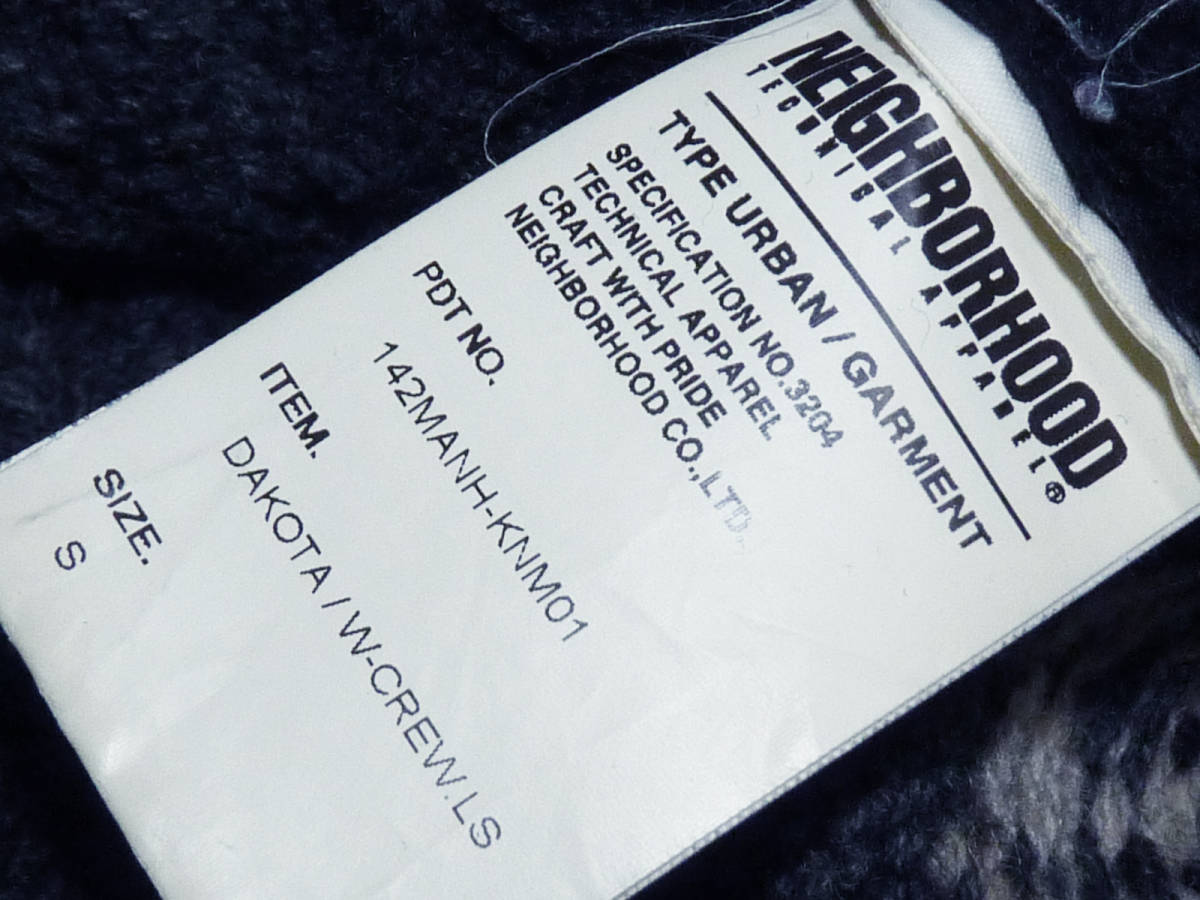 NEIGHBORHOOD
TECHNICAL APPAREL®
TYPE URBAN / GARMENT
SPECIFICATION NO.3204
TECHNICAL APPAREL
CRAFT WITH PRIDE
NEIGHBORHOOD CO.,LTD.
PDT NO.
142MANH-KNM01
ITEM.
DAKOTA / W-CREW.LS
SIZE.
S